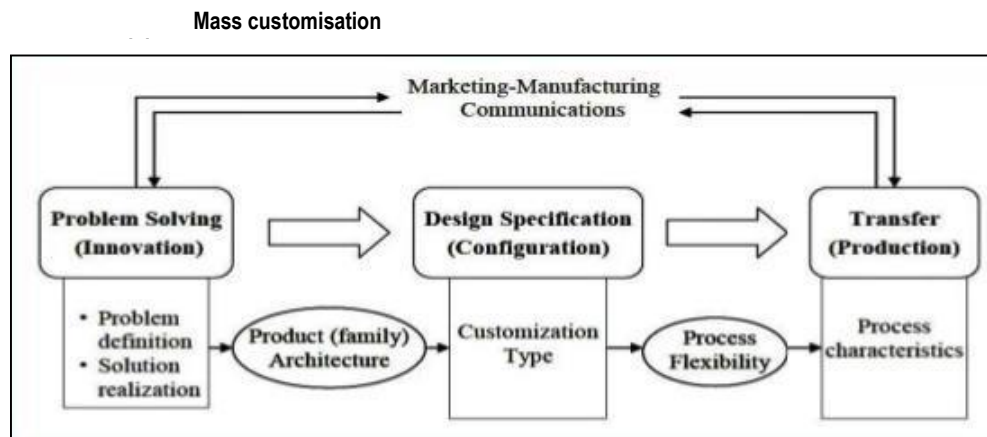 Mass customisation
Marketing-Manufacturing
Communications
Problem Solving
(Innovation)
Design Specification
(Configuration)
Transfer
(Production)
• Problem
definition
• Solution
realization
Product (family)
Architecture
Customization
Type
Process
Flexibility
Process
characteristics